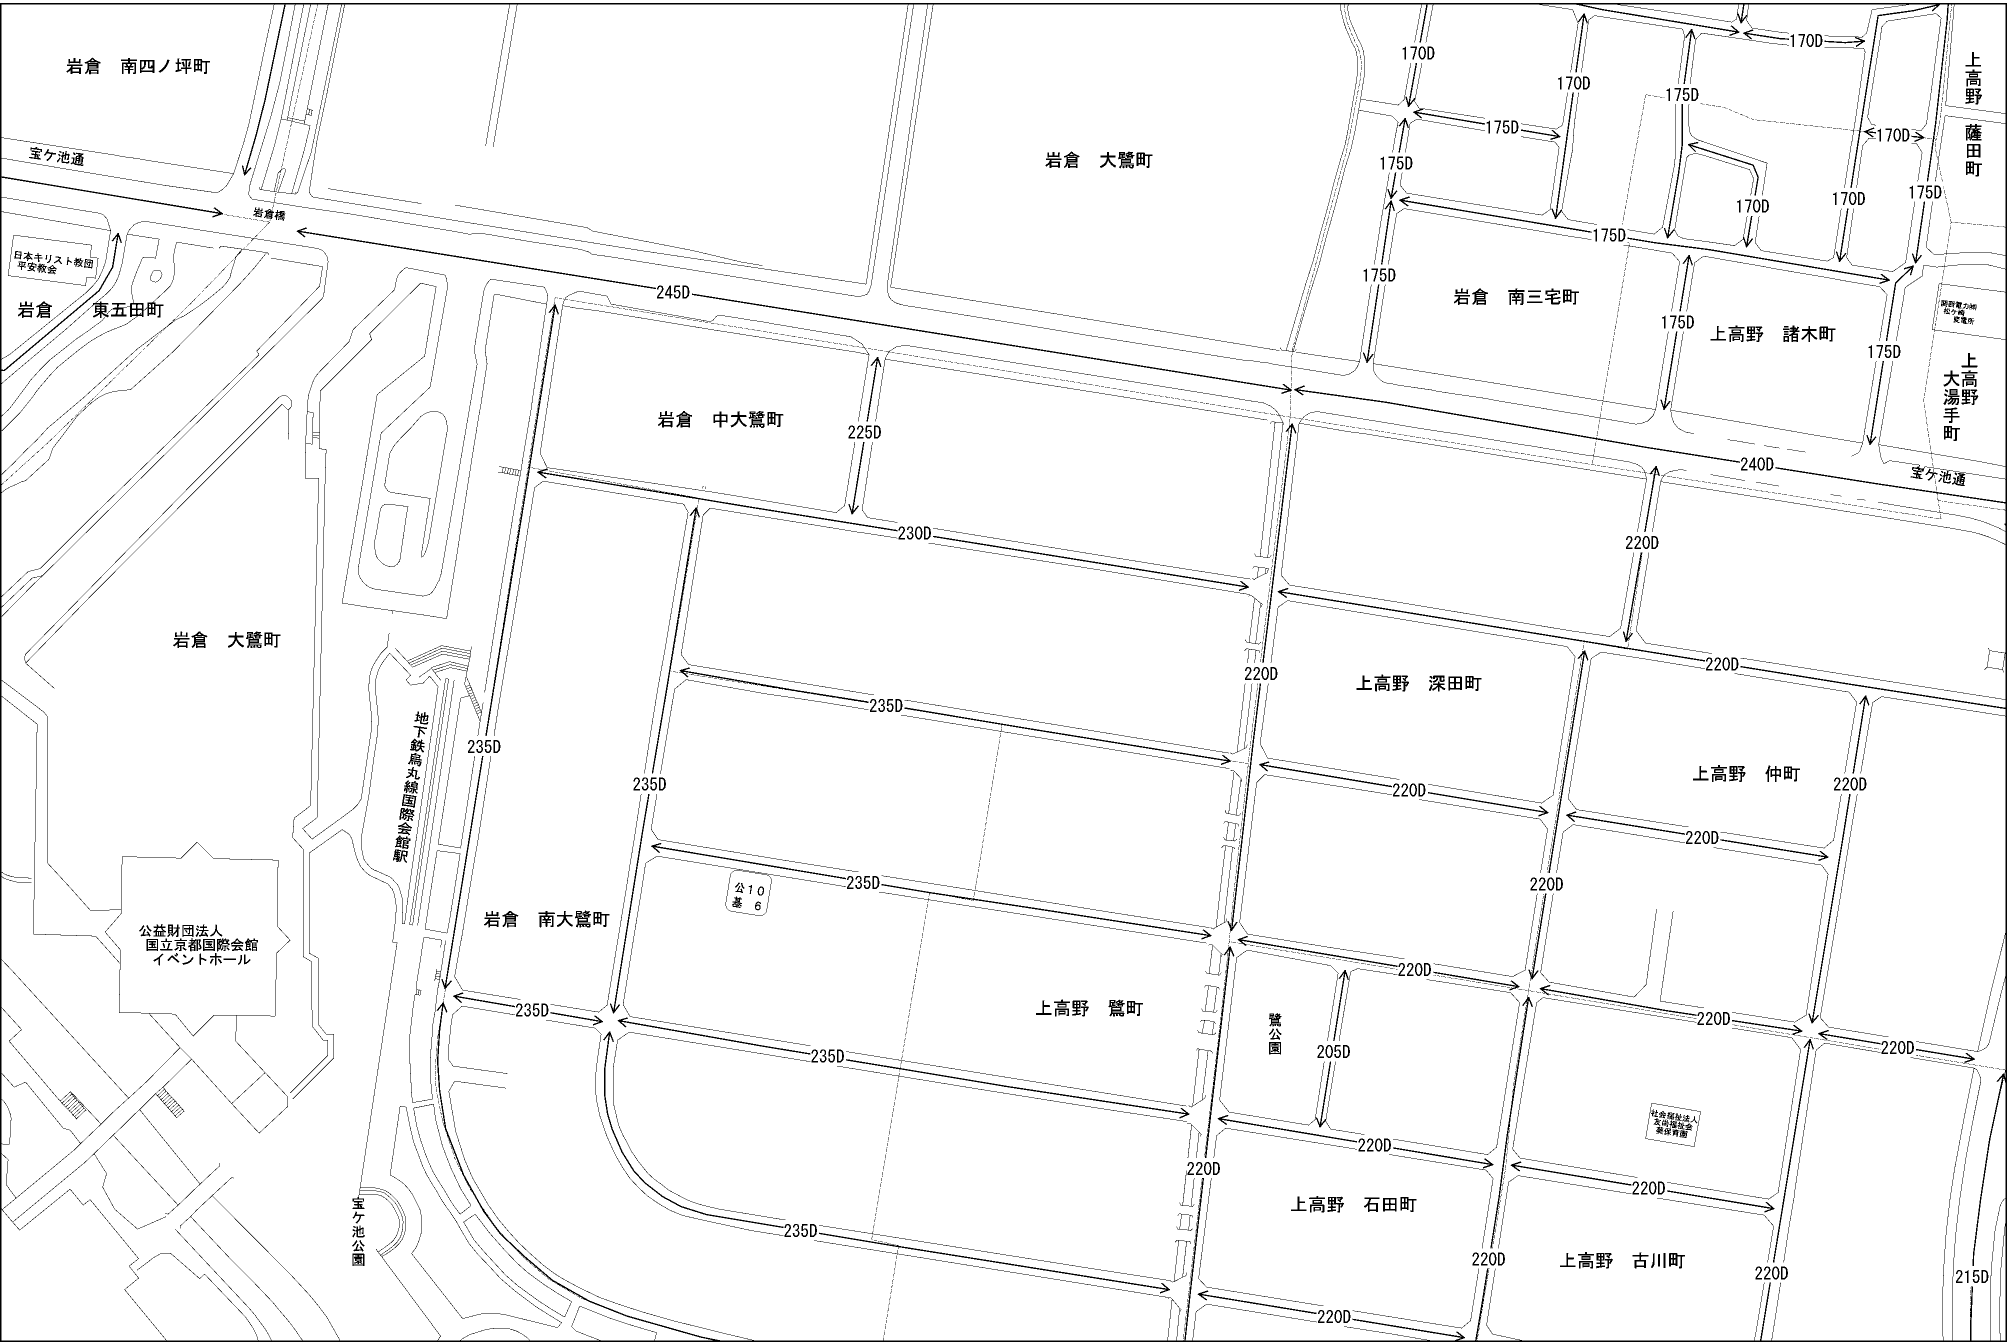 170D
170D
岩倉 南四ノ坪町
上高野 薩田町
170D
175D
175D
170D
宝ケ池通
岩倉 大鷺町
175D
175D
170D
170D
岩倉橋
175D
日本キリスト教団
平安教会
175D
245D
岩倉 南三宅町
岩倉 東五田町
175D
上高野 諸木町
変電所
175D
上高野
大湯手町
岩倉 中大鷺町
225D
240D
宝ケ池通
230D
220D
岩倉 大鷺町
220D
220D
上高野 深田町
235D
地下鉄烏丸線国際会館駅
235D
235D
上高野 仲町
220D
220D
220D
235D
公10
基 6
220D
岩倉 南大鷺町
公益財団法人
国立京都国際会館
イベントホール
220D
235D
上高野 鷺町
鷺公園
220D
220D
235D
205D
社会福祉法人
220D
220D
220D
宝ケ池公園
上高野 石田町
235D
220D
上高野 古川町
220D
215D
220D